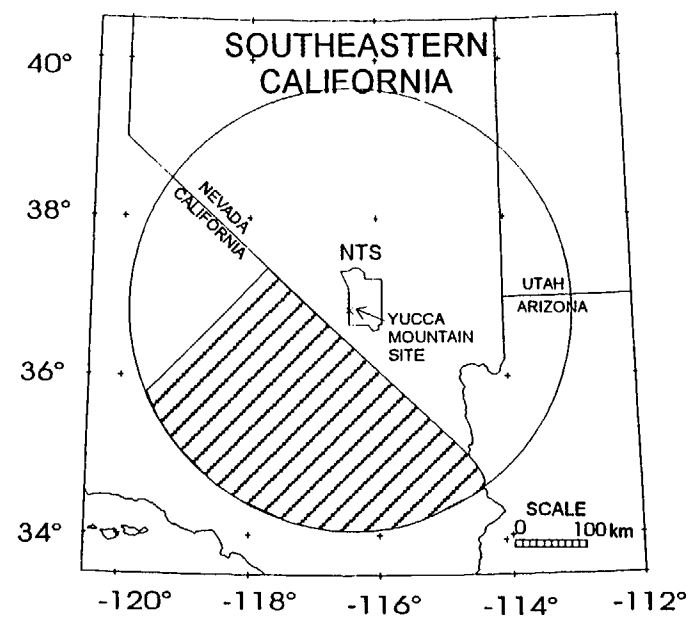 SOUTHEASTERN
CALIFORNIA
40°
38°
36°
34°
NEVADA
CALIFORNIA
NTS
YUCCA
MOUNTAIN
SITE
UTAH
ARIZONA
SCALE
0 100 km
-120° -118° -116° -114° -112°